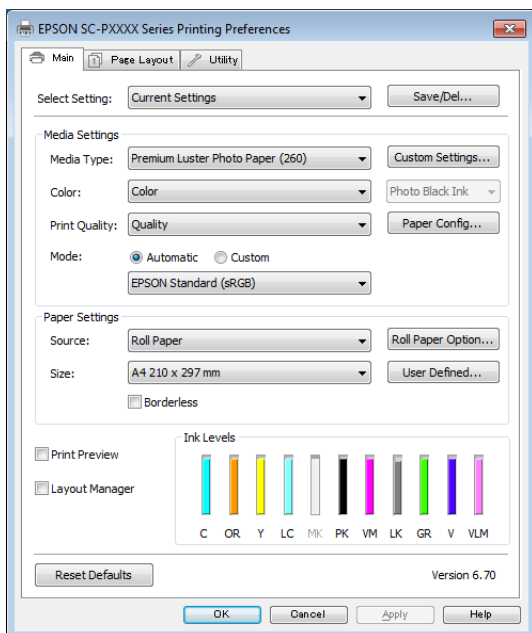 EPSON SC-PXXXX Series Printing Preferences
Main
Page Layout
Utility
Select Setting: Current Settings Save/Del...
Media Settings
Media Type: Premium Luster Photo Paper (260) Custom Settings...
Color: Color Photo Black Ink
Print Quality: Quality Paper Config...
Mode: Automatic Custom
EPSON Standard (sRGB)
Paper Settings
Source: Roll Paper Roll Paper Option...
Size: A4 210 x 297 mm User Defined...
Borderless
Print Preview
Layout Manager
Ink Levels
C OR Y LC MK PK VM LK GR V VLM
Reset Defaults Version 6.70
OK Cancel Apply Help